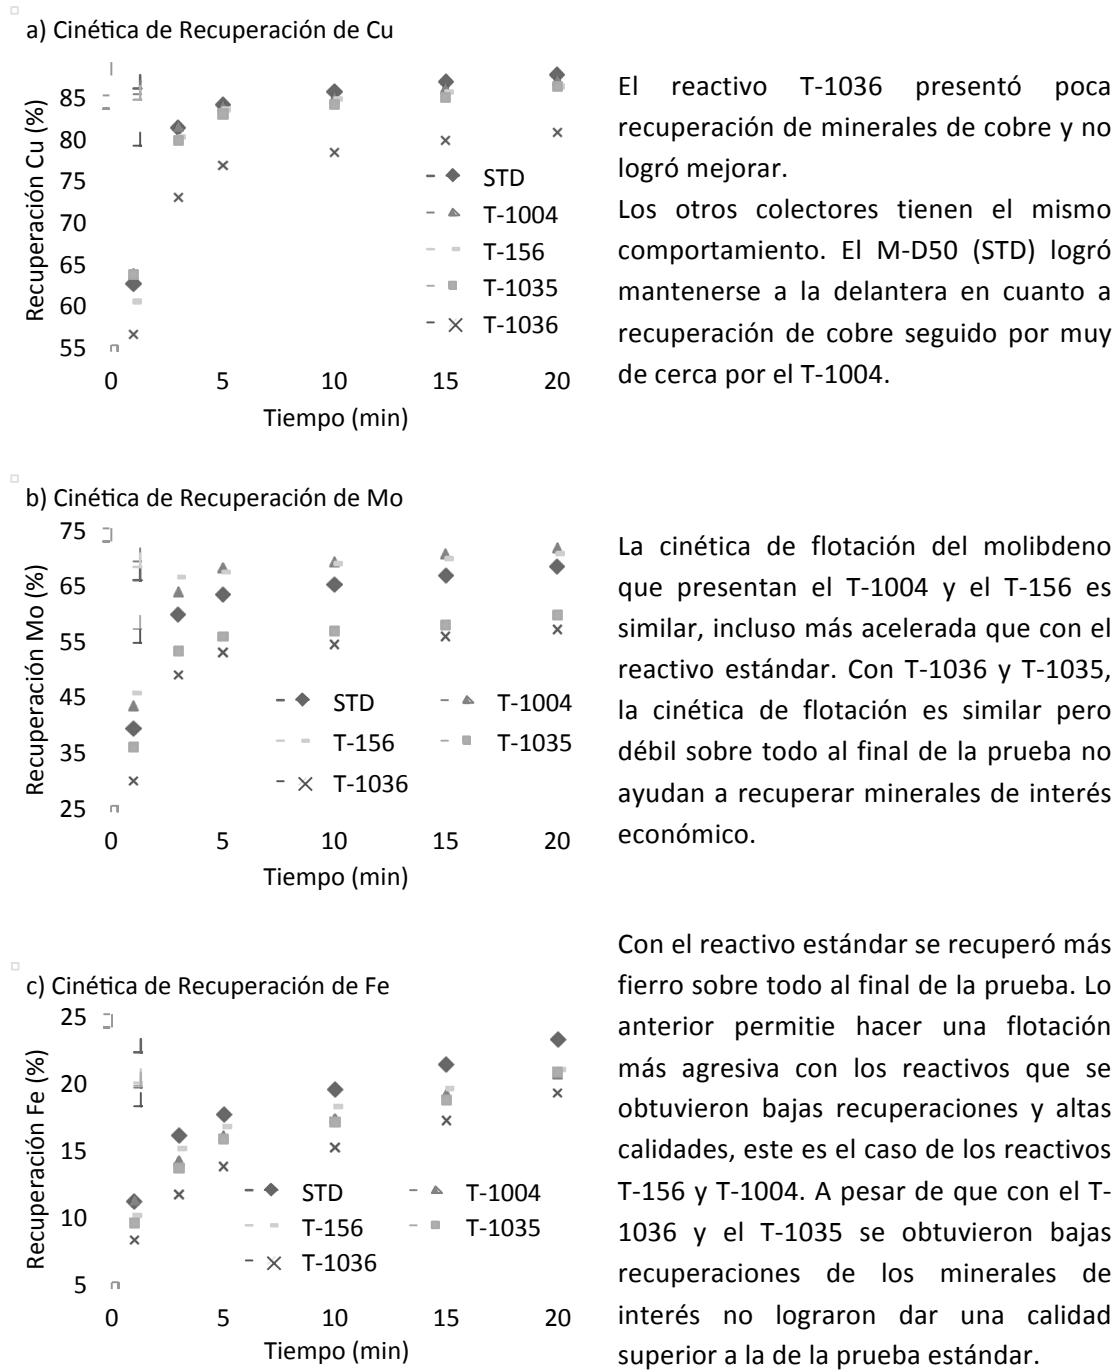 a) Cinética de Recuperación de Cu
Recuperación Cu (%)
85
80
75
70
65
60
55
0 5 10 15 20
Tiempo (min)
STD
T-1004
T-156
T-1035
T-1036
El reactivo T-1036 presentó poca
recuperación de minerales de cobre y no
logró mejorar.
Los otros colectores tienen el mismo
comportamiento. El M-D50 (STD) logró
mantenerse a la delantera en cuanto a
recuperación de cobre seguido por muy
de cerca por el T-1004.
b) Cinética de Recuperación de Mo
Recuperación Mo (%)
75
65
55
45
35
25
0 5 10 15 20
Tiempo (min)
STD T-1004
T-156 T-1035
T-1036
La cinética de flotación del molibdeno
que presentan el T-1004 y el T-156 es
similar, incluso más acelerada que con el
reactivo estándar. Con T-1036 y T-1035,
la cinética de flotación es similar pero
débil sobre todo al final de la prueba no
ayudan a recuperar minerales de interés
económico.
c) Cinética de Recuperación de Fe
Recuperación Fe (%)
25
20
15
10
5
0 5 10 15 20
Tiempo (min)
STD T-1004
T-156 T-1035
T-1036
Con el reactivo estándar se recuperó más
fierro sobre todo al final de la prueba. Lo
anterior permitie hacer una flotación
más agresiva con los reactivos que se
obtuvieron bajas recuperaciones y altas
calidades, este es el caso de los reactivos
T-156 y T-1004. A pesar de que con el T-
1036 y el T-1035 se obtuvieron bajas
recuperaciones de los minerales de
interés no lograron dar una calidad
superior a la de la prueba estándar.